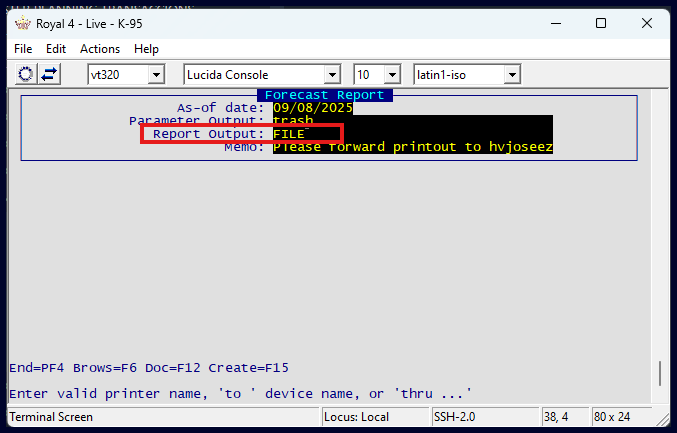 Royal 4 - Live - K-95
File Edit Actions Help
vt320 Lucida Console 10 latin1-iso
Forecast Report
As-of date: 09/08/2025
Parameter Output: trash
Report Output: FILE
Memo: Please forward printout to hvjoseez
End=PF4 Brows=F6 Doc=F12 Create=F15
Enter valid printer name, 'to ' device name, or 'thru ...'
Terminal Screen Locus: Local SSH-2.0 38, 4 80 x 24